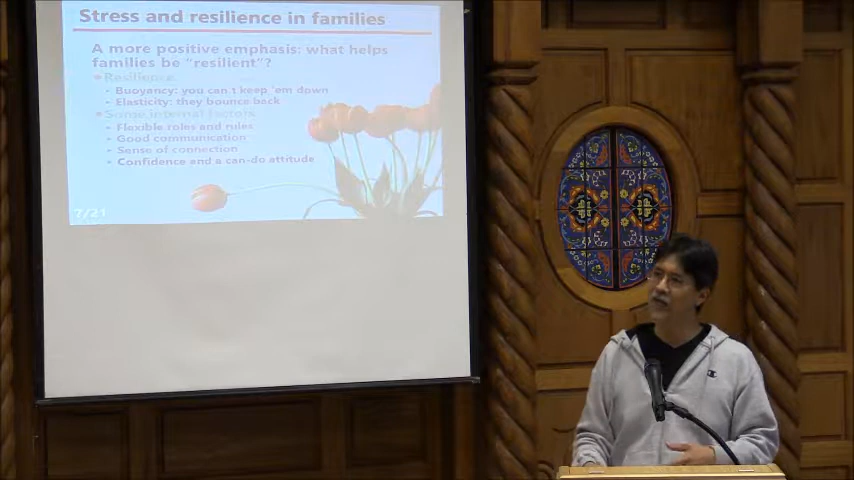 Stress and resilience in families
A more positive emphasis: what helps
families be "resilient"?
Resilience
Buoyancy: you can't keep 'em down
Elasticity: they bounce back
Some internal factors
Flexible roles and rules
Good communication
Sense of connection
Confidence and a can-do attitude
7/21